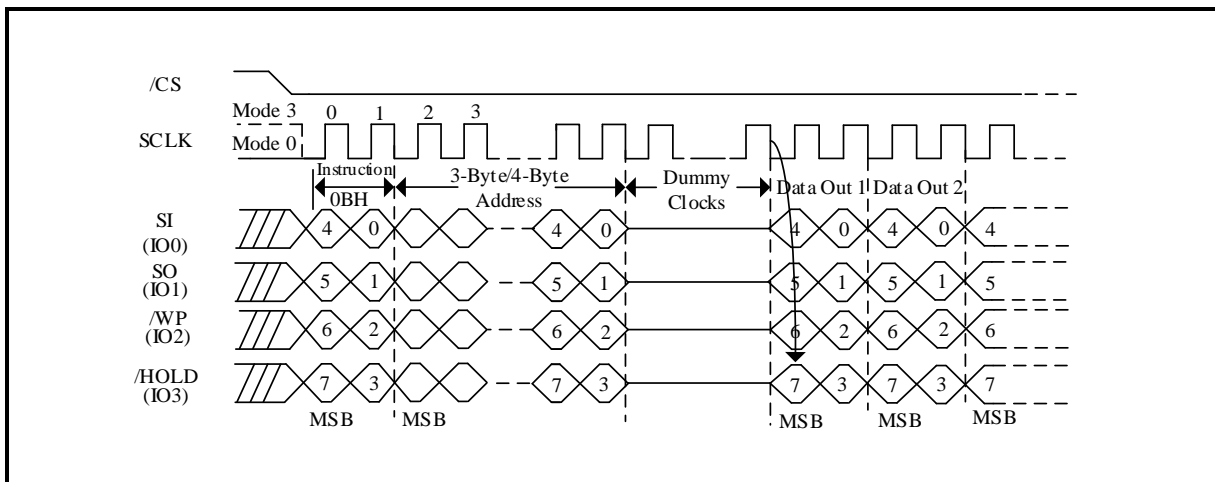 /CS
Mode 3 0 1 2 3
SCLK
Mode 0
Instruction
0BH
3-Byte/4-Byte
Address
Dummy
Clocks
Data Out 1 Data Out 2
SI
(IO0)
4 0 4 0 4 0 4 0 4
SO
(IO1)
5 1 5 1 5 1 5 1 5
/WP
(IO2)
6 2 6 2 6 2 6 2 6
/HOLD
(IO3)
7 3 7 3 7 3 7 3 7
MSB MSB MSB MSB MSB